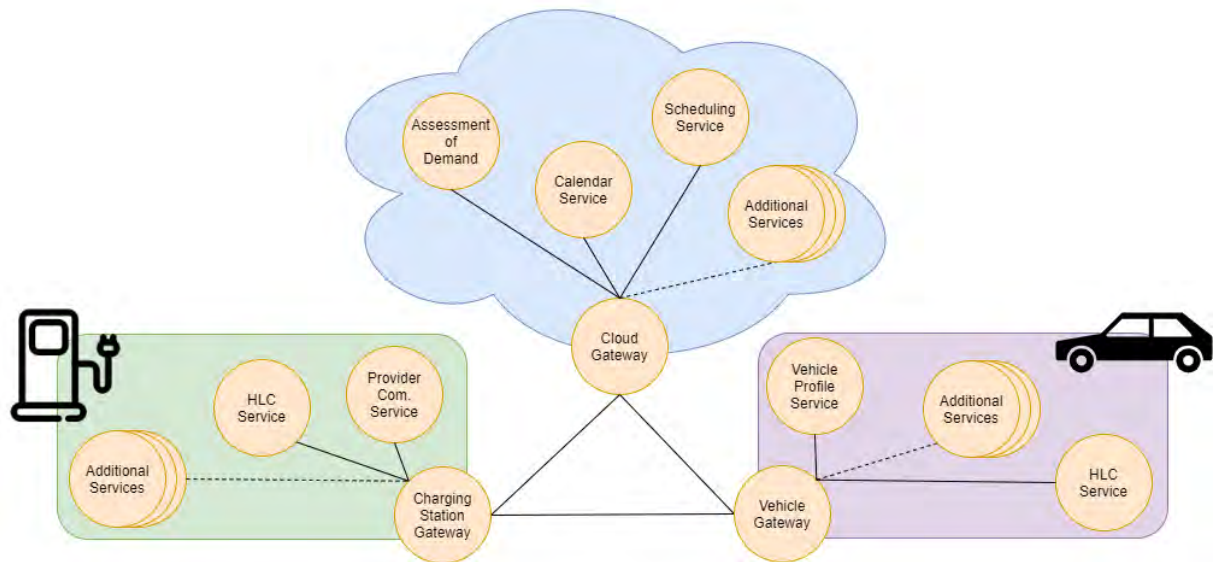 Scheduling
Service
Assessment
of
Demand
Calendar
Service
Additional
Services
Cloud
Gateway
Provider
Com.
Service
HLC
Service
Additional
Services
Charging
Station
Gateway
Vehicle
Profile
Service
Additional
Services
HLC
Service
Vehicle
Gateway